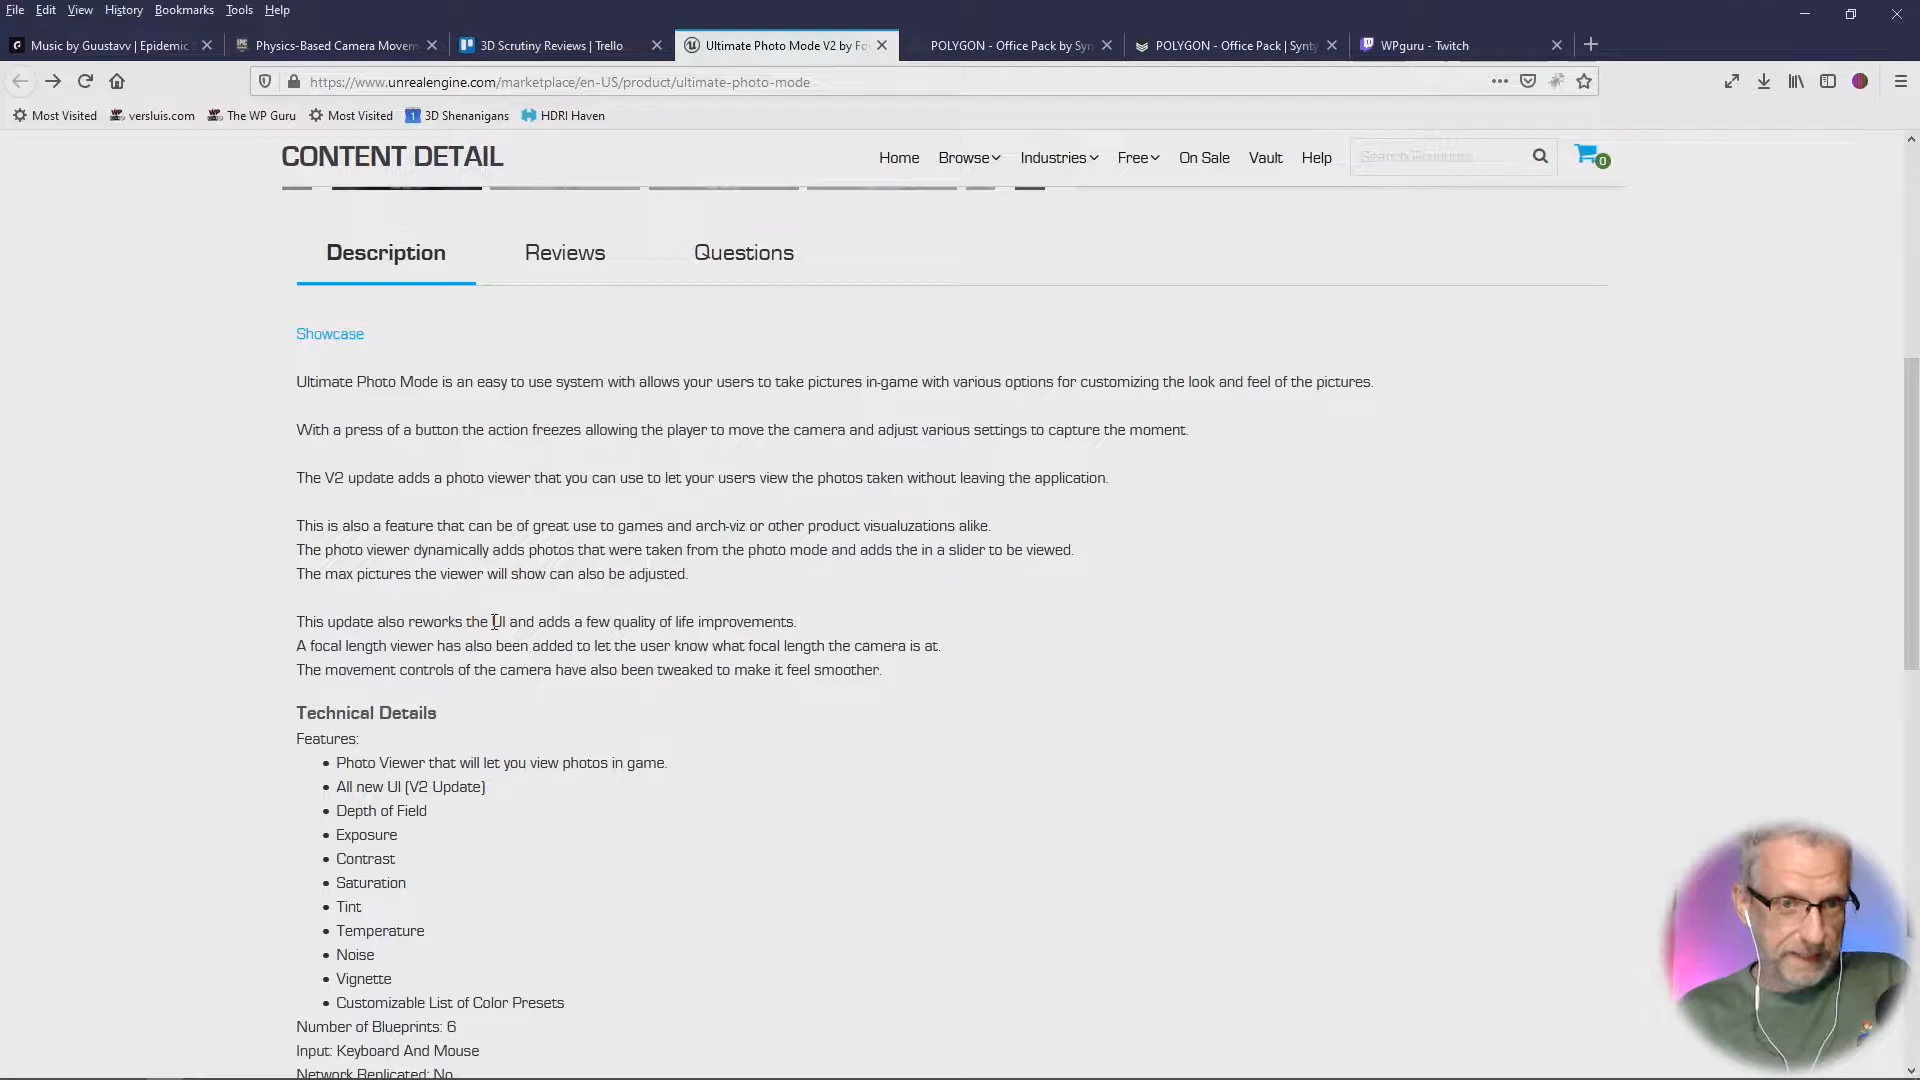 File Edit View History Bookmarks Tools Help
Music by Guustavv | Epidemic
Physics-Based Camera Movem
3D Scrutiny Reviews | Trello
Ultimate Photo Mode V2 by Fo
POLYGON - Office Pack by Syn
POLYGON - Office Pack | Synty
WPguru - Twitch
https://www.unrealengine.com/marketplace/en-US/product/ultimate-photo-mode
Most Visited versluis.com The WP Guru Most Visited 3D Shenanigans HDRI Haven
CONTENT DETAIL
Home Browse Industries Free On Sale Vault Help Search Products... 0
Description Reviews Questions
Showcase
Ultimate Photo Mode is an easy to use system with allows your users to take pictures in-game with various options for customizing the look and feel of the pictures.
With a press of a button the action freezes allowing the player to move the camera and adjust various settings to capture the moment.
The V2 update adds a photo viewer that you can use to let your users view the photos taken without leaving the application.
This is also a feature that can be of great use to games and arch-viz or other product visualuzations alike.
The photo viewer dynamically adds photos that were taken from the photo mode and adds the in a slider to be viewed.
The max pictures the viewer will show can also be adjusted.
This update also reworks the UI and adds a few quality of life improvements.
A focal length viewer has also been added to let the user know what focal length the camera is at.
The movement controls of the camera have also been tweaked to make it feel smoother.
Technical Details
Features:
Photo Viewer that will let you view photos in game.
All new UI (V2 Update)
Depth of Field
Exposure
Contrast
Saturation
Tint
Temperature
Noise
Vignette
Customizable List of Color Presets
Number of Blueprints: 6
Input: Keyboard And Mouse
Network Replicated: No